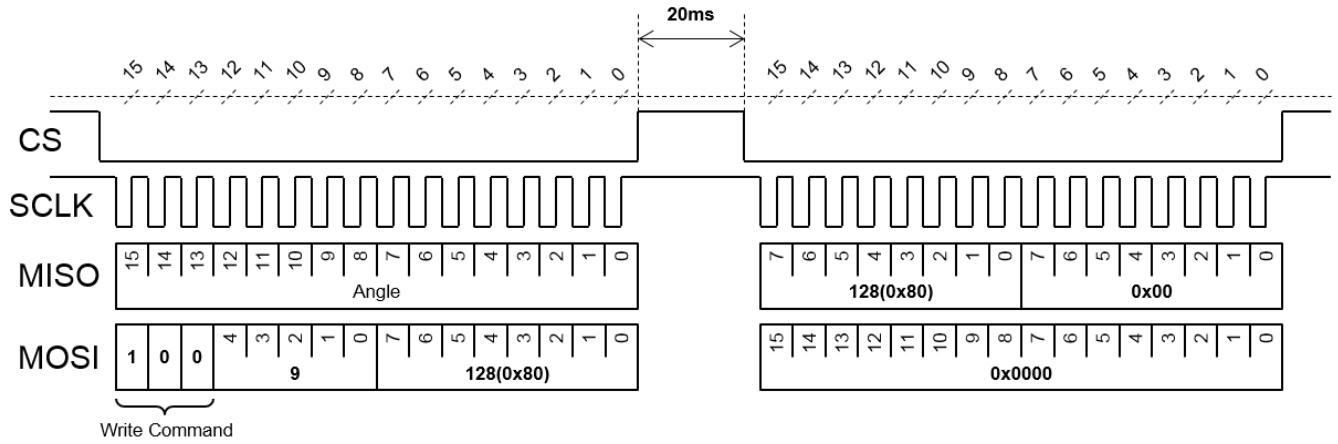 20ms
15 14 13 12 11 10 9 8 7 6 5 4 3 2 1 0 15 14 13 12 11 10 9 8 7 6 5 4 3 2 1 0
CS
SCLK
MISO 15 14 13 12 11 10 9 8 7 6 5 4 3 2 1 0 7 6 5 4 3 2 1 0 7 6 5 4 3 2 1 0
Angle 128(0x80) 0x00
MOSI 1 0 0 4 3 2 1 0 7 6 5 4 3 2 1 0 15 14 13 12 11 10 9 8 7 6 5 4 3 2 1 0
9 128(0x80) 0x0000
Write Command